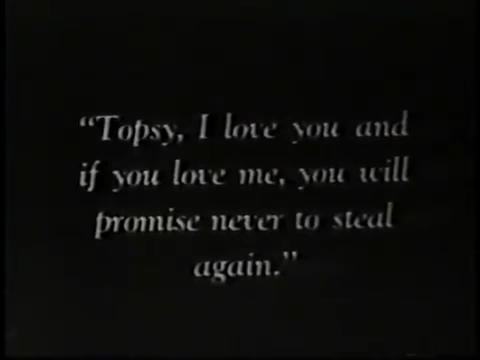 “Topsy, I love you and
if you love me, you will
promise never to steal
again.”